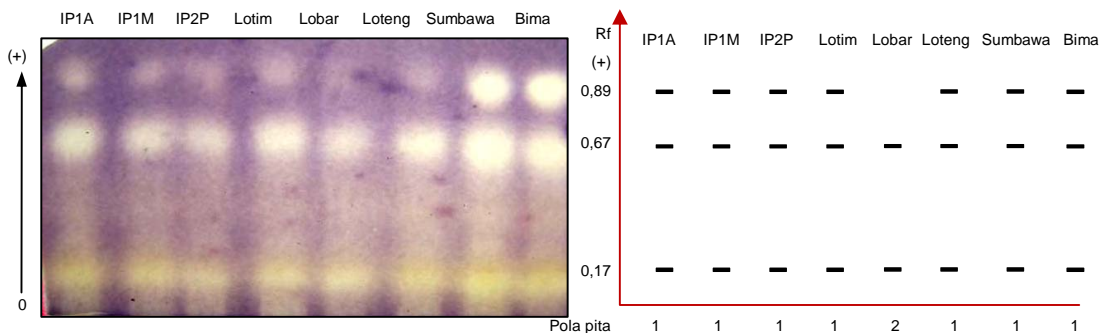 IP1A IP1M IP2P Lotim Lobar Loteng Sumbawa Bima
(+)
0
Rf
(+)
IP1A IP1M IP2P Lotim Lobar Loteng Sumbawa Bima
0,89
0,67
0,17
Pola pita 1 1 1 1 2 1 1 1